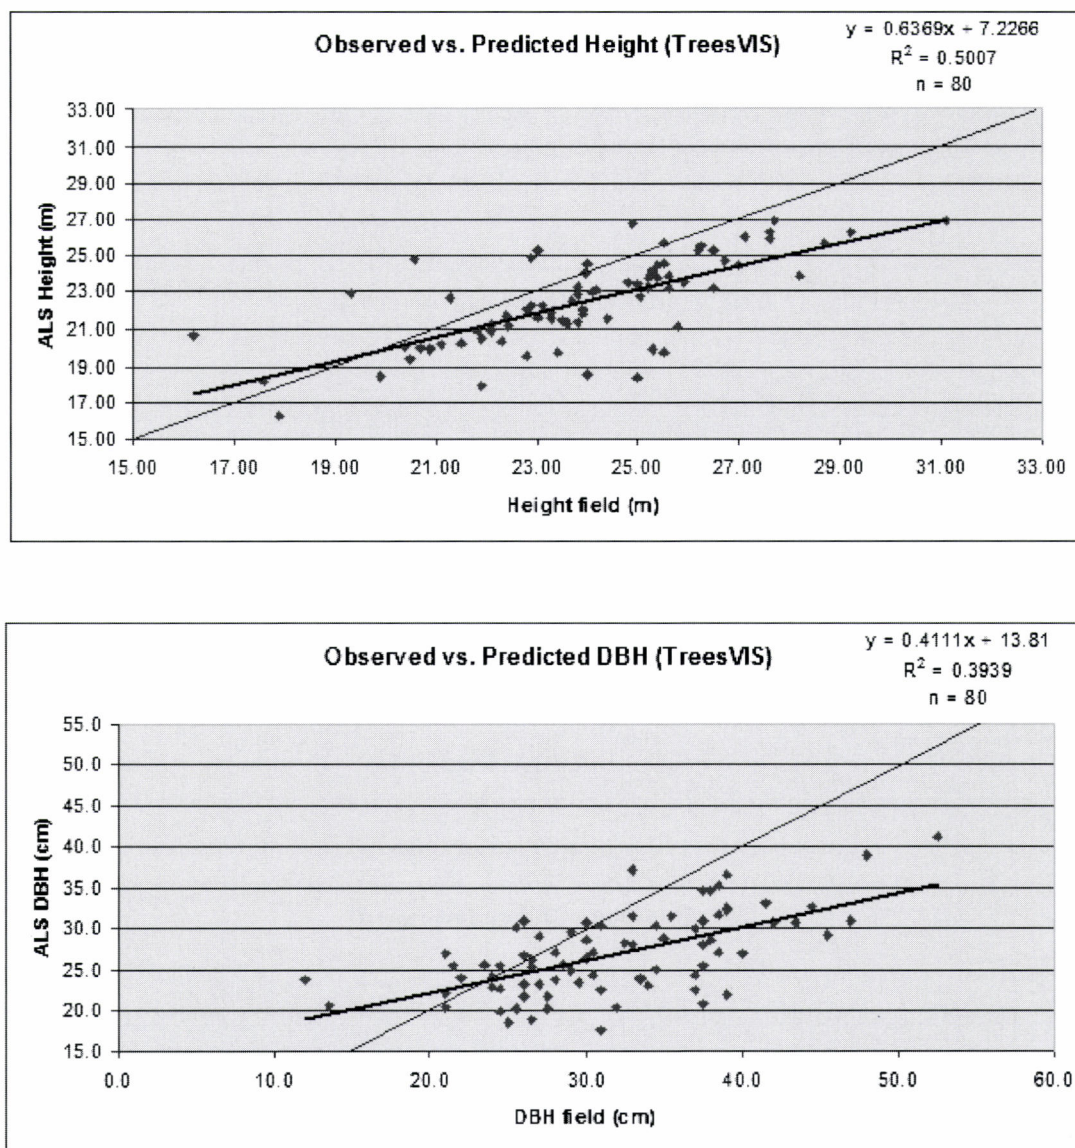 Observed vs. Predicted Height (TreesVIS)
y = 0.6369x + 7.2266
R² = 0.5007
n = 80
33.00
31.00
29.00
27.00
25.00
23.00
21.00
19.00
17.00
15.00
ALS Height (m)
15.00 17.00 19.00 21.00 23.00 25.00 27.00 29.00 31.00 33.00
Height field (m)
Observed vs. Predicted DBH (TreesVIS)
y = 0.4111x + 13.81
R² = 0.3939
n = 80
55.0
50.0
45.0
40.0
35.0
30.0
25.0
20.0
15.0
ALS DBH (cm)
0.0 10.0 20.0 30.0 40.0 50.0 60.0
DBH field (cm)